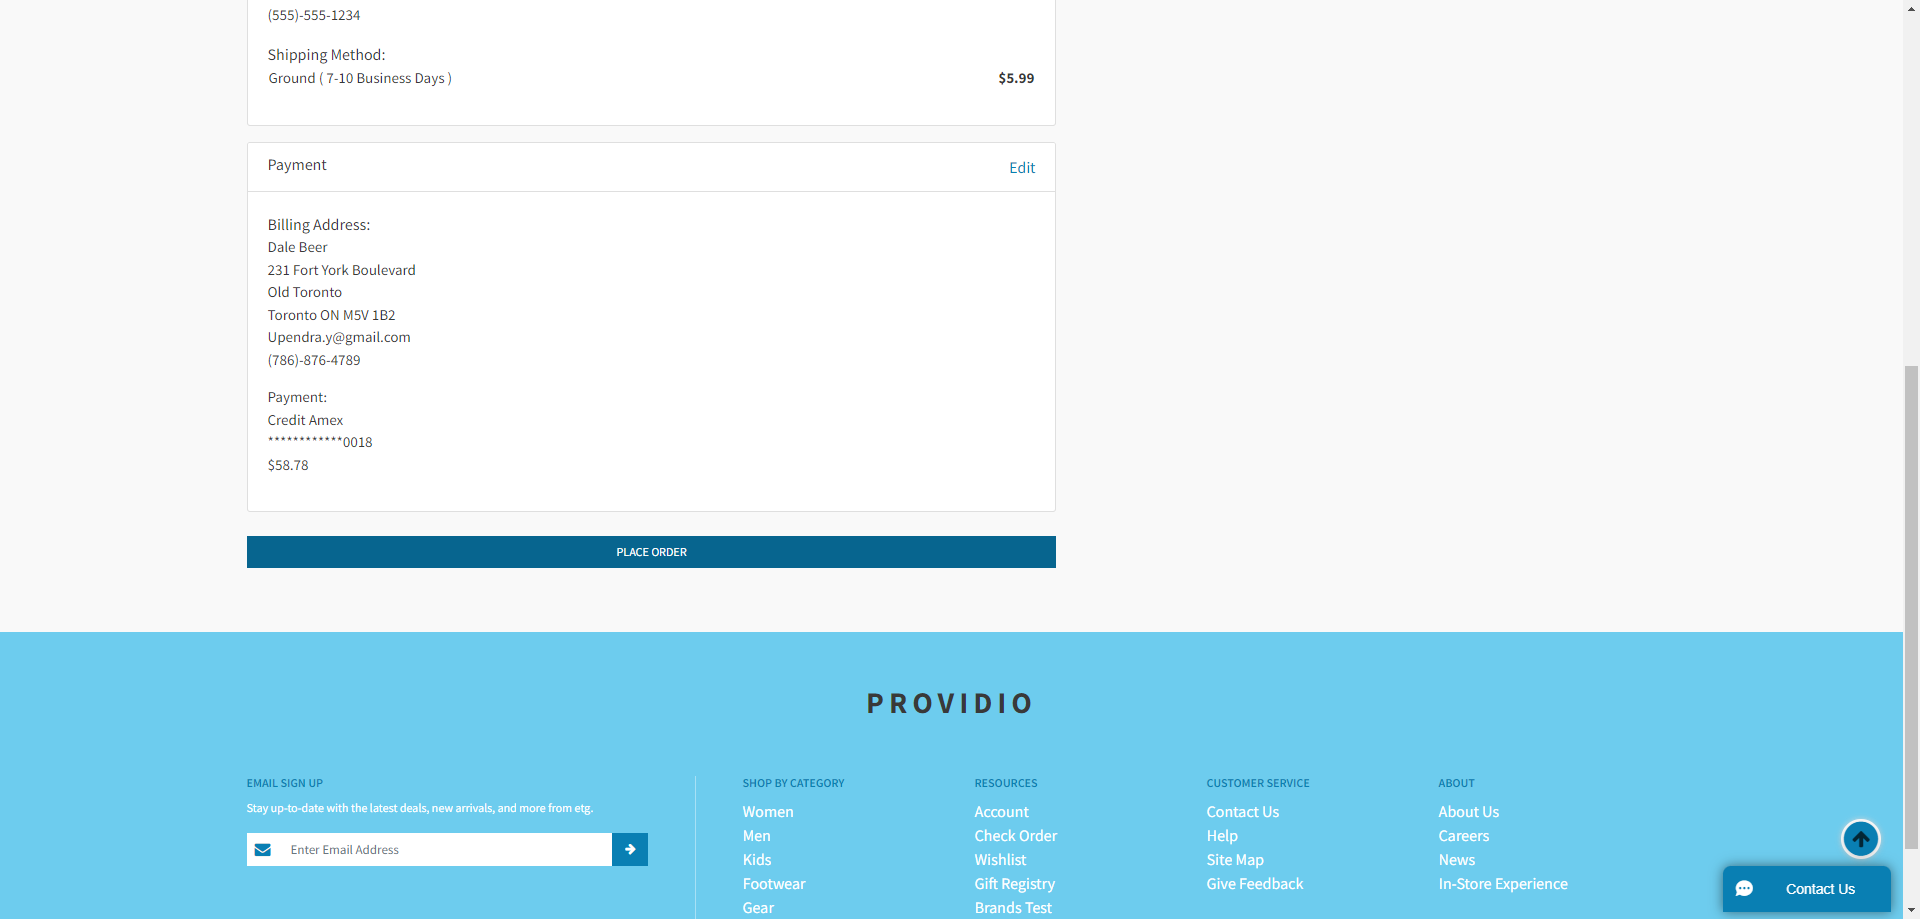 (555)-555-1234
Shipping Method:
Ground ( 7-10 Business Days ) $5.99
Payment Edit
Billing Address:
Dale Beer
231 Fort York Boulevard
Old Toronto
Toronto ON M5V 1B2
Upendra.y@gmail.com
(786)-876-4789
Payment:
Credit Amex
************0018
$58.78
PLACE ORDER
PROVIDIO
EMAIL SIGN UP
Stay up-to-date with the latest deals, new arrivals, and more from etg.
Enter Email Address
SHOP BY CATEGORY
Women
Men
Kids
Footwear
Gear
RESOURCES
Account
Check Order
Wishlist
Gift Registry
Brands Test
CUSTOMER SERVICE
Contact Us
Help
Site Map
Give Feedback
ABOUT
About Us
Careers
News
In-Store Experience
Contact Us